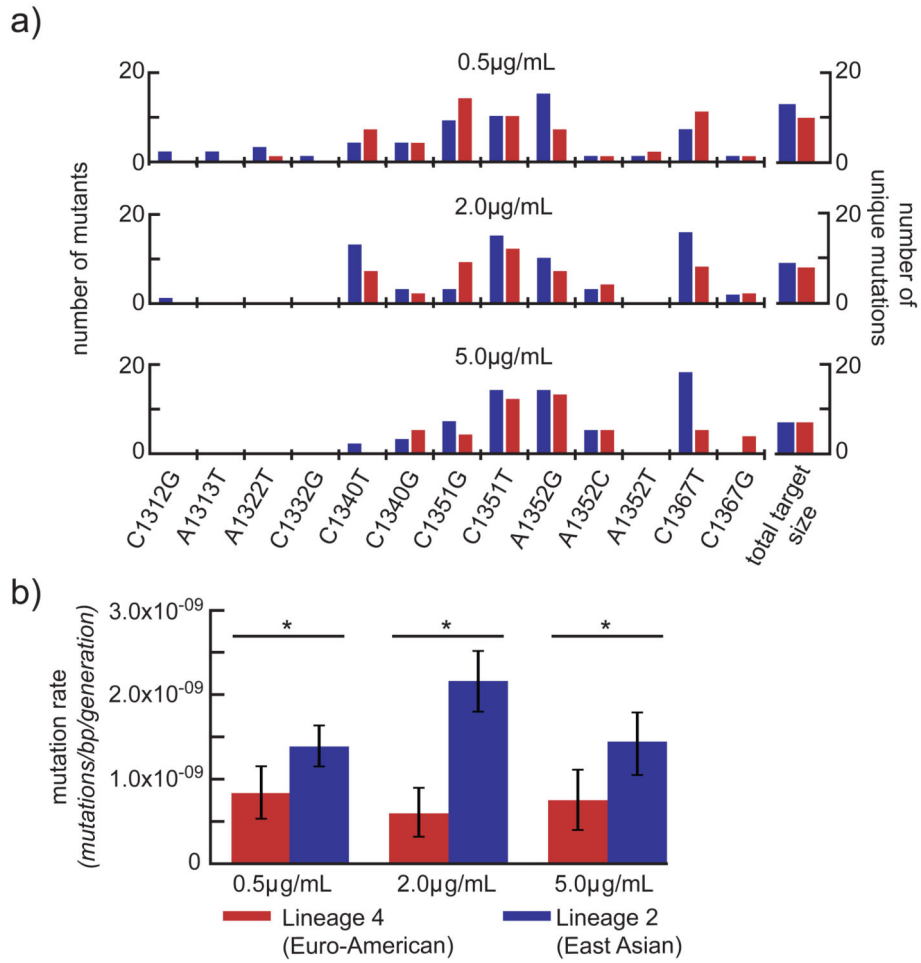 a)
0.5µg/mL
20
20
0
0
2.0µg/mL
20
20
0
0
5.0µg/mL
20
20
0
0
number of mutants
number of
unique mutations
C1312G
A1313T
A1322T
C1332G
C1340T
C1340G
C1351G
C1351T
A1352G
A1352C
A1352T
C1367T
C1367G
total target
size
b)
mutation rate
(mutations/bp/generation)
3.0x10-09
2.0x10-09
1.0x10-09
0
* * *
0.5µg/mL 2.0µg/mL 5.0µg/mL
Lineage 4 Lineage 2
(Euro-American) (East Asian)